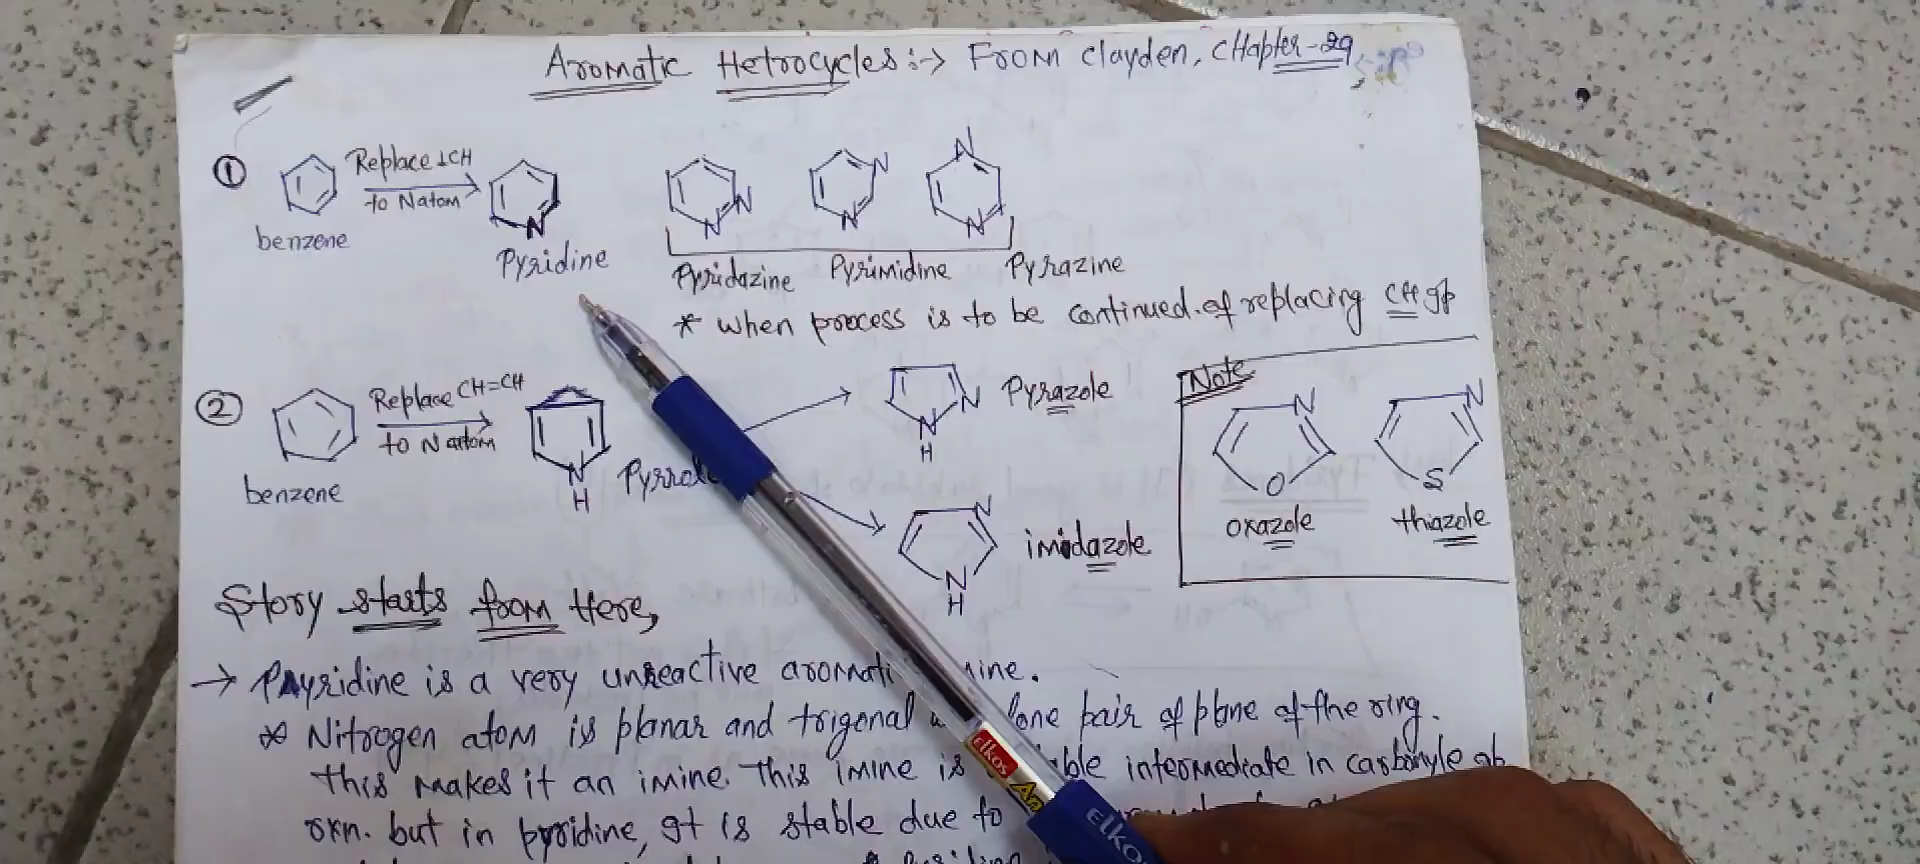 Aromatic Hetrocycles :-> From Clayden, CHapter-29,
① Replace 1CH
to N atom
benzene
N
Pyridine
N N
N N
N N
Pyridazine Pyrimidine Pyrazine
* when process is to be continued. of replacing CH gp
② Replace CH=CH
to N atom
benzene
N
H
N
N
H
Pyrazole
N
N
H
imidazole
Note
N
O
oxazole
N
S
thiazole
Story starts from Here,
→ Pyridine is a very unreactive aromati
* Nitrogen atom is planar and trigonal lone pair of plane of the ring.
this makes it an imine. This imine is intermediate in carbonyle
orxn. but in pyridine, It is stable due to
Elkos
Elkos